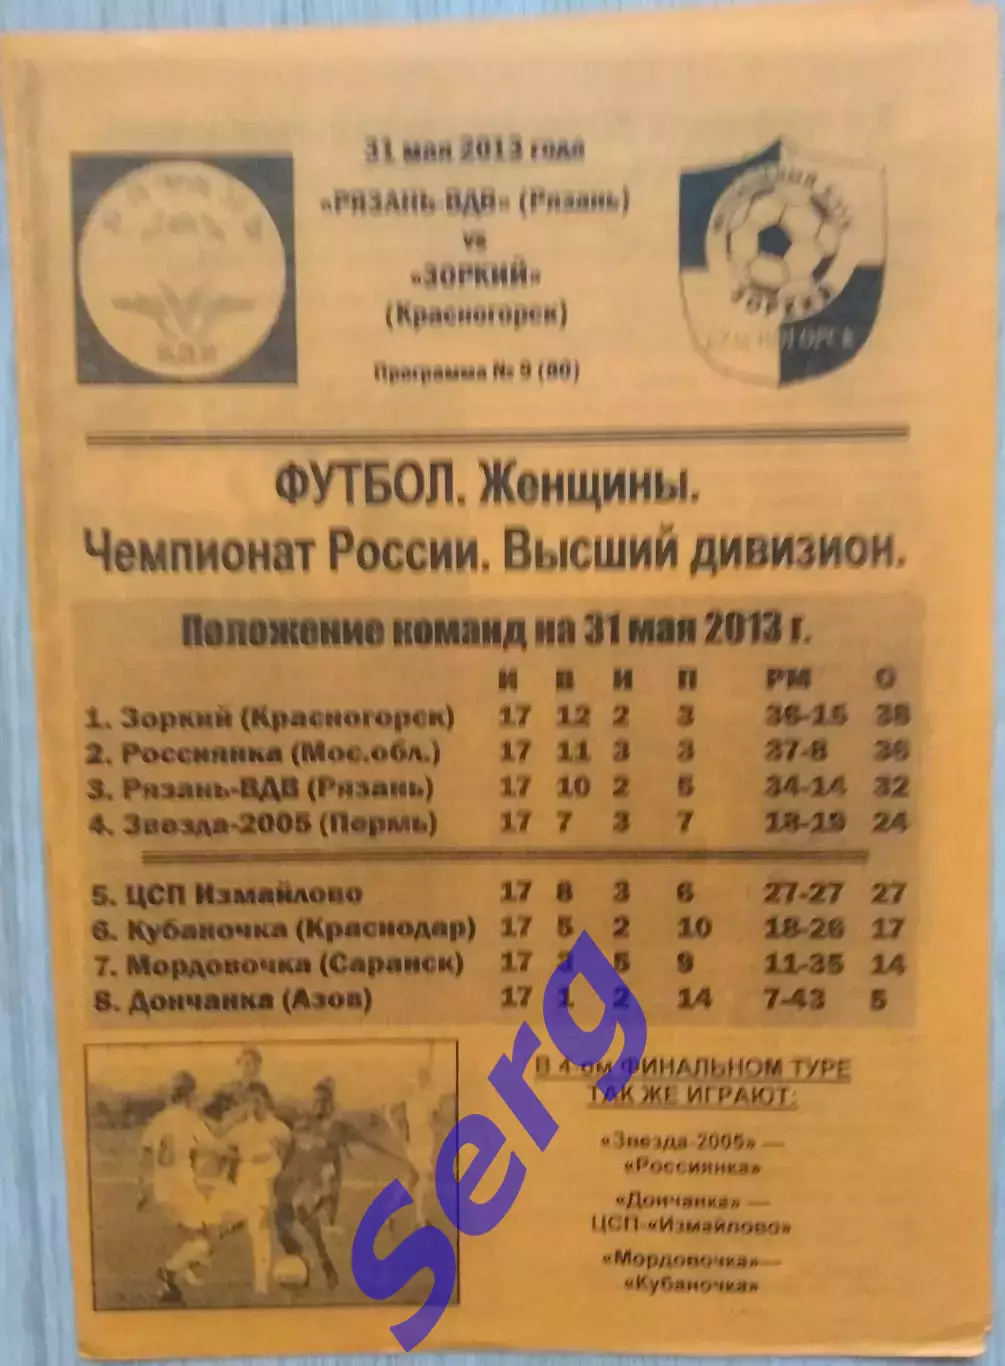 31 мая 2013 года
«РЯЗАНЬ-ВДВ» (Рязань)
vs
«ЗОРКИЙ»
(Красногорск)
Программа № 9 (90)
ВДВ
ЗОРКИЙ
КРАСНОГОРСК
ФУТБОЛ. Женщины.
Чемпионат России. Высший дивизион.
Положение команд на 31 мая 2013 г.
И В Н П РМ О
1. Зоркий (Красногорск) 17 12 2 3 36-15 38
2. Россиянка (Мос.обл.) 17 11 3 3 37-8 36
3. Рязань-ВДВ (Рязань) 17 10 2 5 34-14 32
4. Звезда-2005 (Пермь) 17 7 3 7 18-19 24
5. ЦСП Измайлово 17 8 3 6 27-27 27
6. Кубаночка (Краснодар) 17 5 2 10 18-26 17
7. Мордовочка (Саранск) 17 3 5 9 11-35 14
8. Дончанка (Азов) 17 1 2 14 7-43 5
В 4-ом ФИНАЛЬНОМ ТУРЕ
ТАК ЖЕ ИГРАЮТ:
«Звезда-2005» —
«Россиянка»
«Дончанка» —
ЦСП-«Измайлово»
«Мордовочка»—
«Кубаночка»
Serg